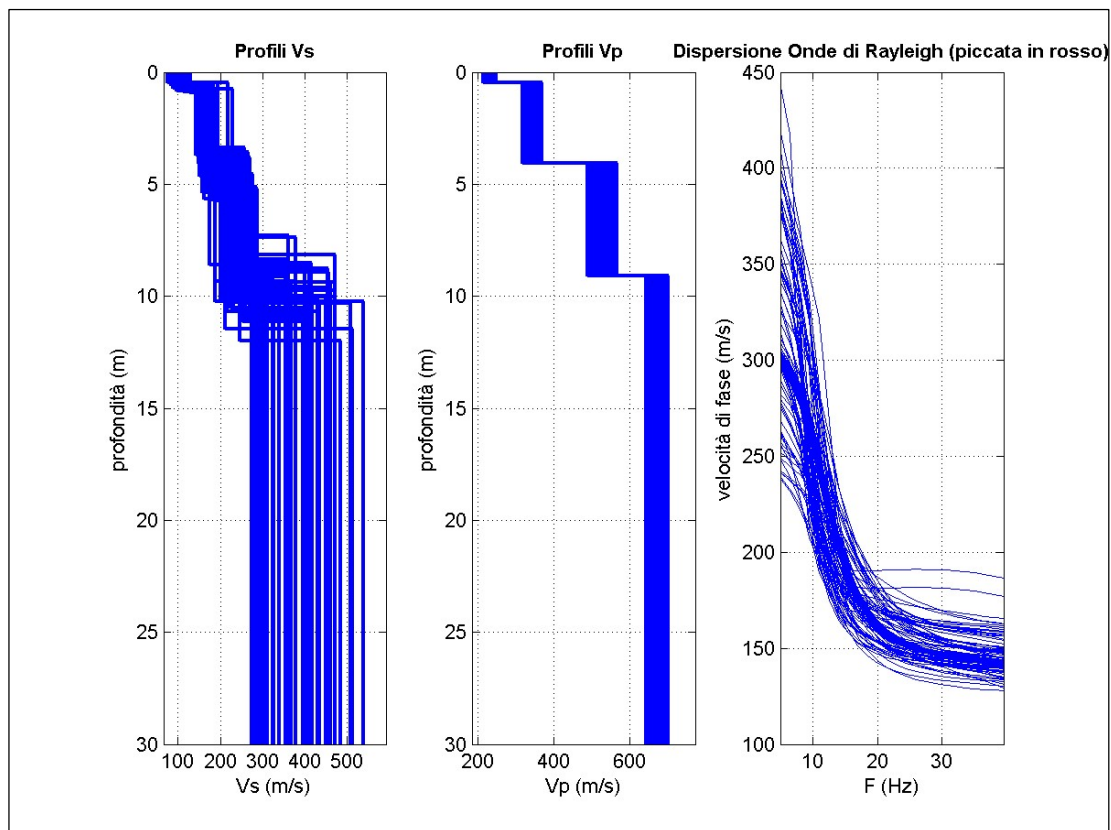 Profili Vs
Profili Vp
Dispersione Onde di Rayleigh (piccata in rosso)
0
5
10
15
20
25
30
profondità (m)
100 200 300 400 500
Vs (m/s)
0
5
10
15
20
25
30
profondità (m)
200 400 600
Vp (m/s)
450
400
350
300
250
200
150
100
velocità di fase (m/s)
10 20 30
F (Hz)